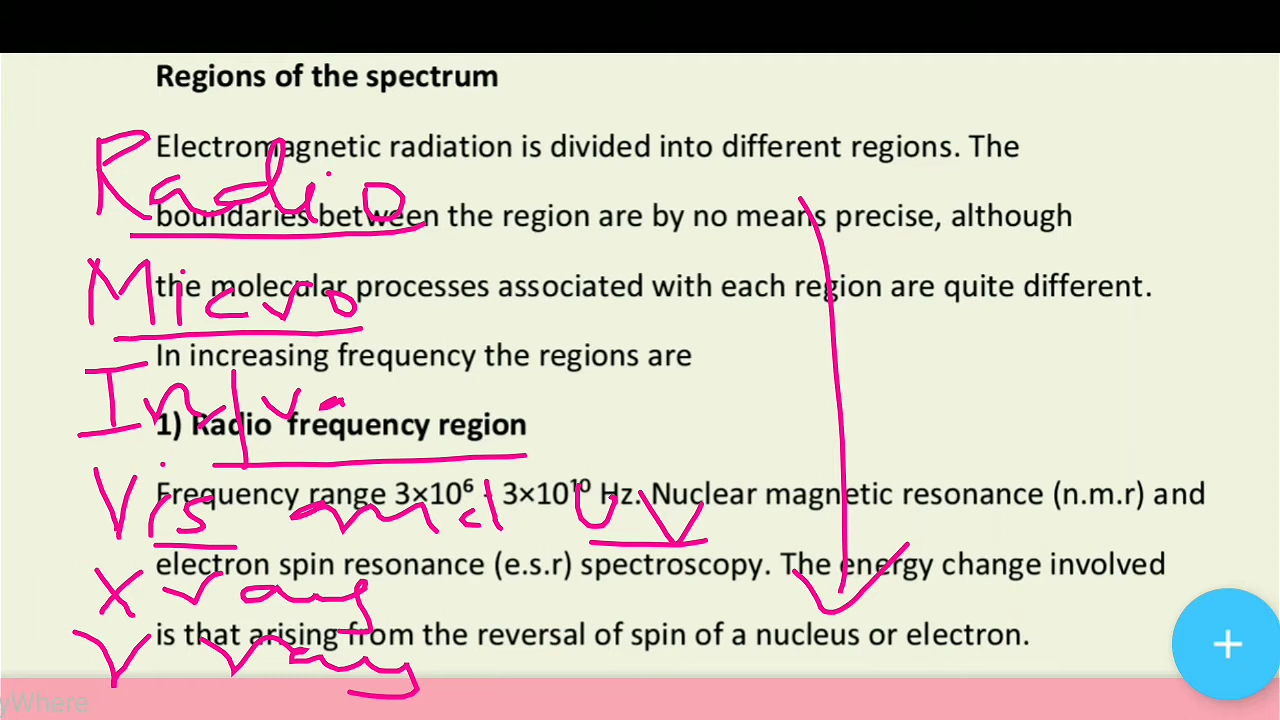 Regions of the spectrum
Electromagnetic radiation is divided into different regions. The
Radio
boundaries between the region are by no means precise, although
the molecular processes associated with each region are quite different.
Micro
In increasing frequency the regions are
Infra
1) Radio frequency region
Frequency range 3×10⁶ - 3×10¹⁰ Hz. Nuclear magnetic resonance (n.m.r) and
Vis and UV
electron spin resonance (e.s.r) spectroscopy. The energy change involved
X ray
is that arising from the reversal of spin of a nucleus or electron.
γ ray
yWhere